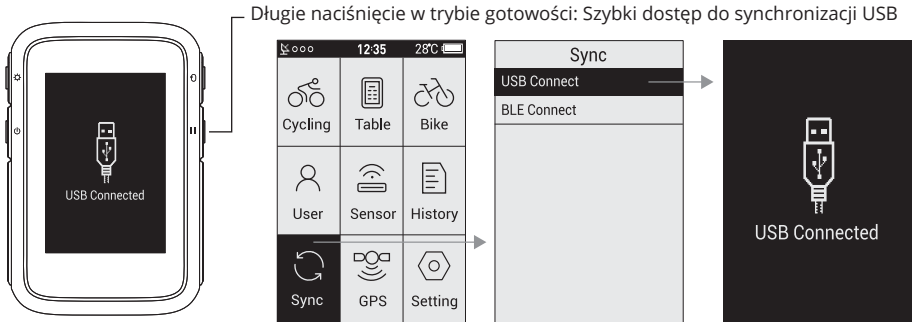 Długie naciśnięcie w trybie gotowości: Szybki dostęp do synchronizacji USB
USB Connected
12:35 28°C
Cycling Table Bike
User Sensor History
Sync GPS Setting
Sync
USB Connect
BLE Connect
USB Connected